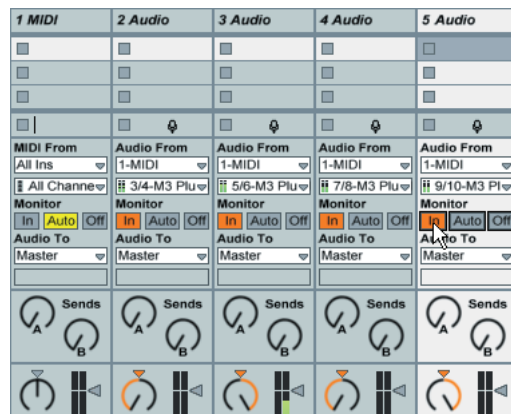 1 MIDI 2 Audio 3 Audio 4 Audio 5 Audio
MIDI From Audio From Audio From Audio From Audio From
All Ins 1-MIDI 1-MIDI 1-MIDI 1-MIDI
All Channe 3/4-M3 Plu 5/6-M3 Plu 7/8-M3 Plu 9/10-M3 Pl
Monitor Monitor Monitor Monitor Monitor
In Auto Off In Auto Off In Auto Off In Auto Off In Auto Off
Audio To Audio To Audio To Audio To Audio To
Master Master Master Master Master
Sends Sends Sends Sends Sends
A A A A A
B B B B B